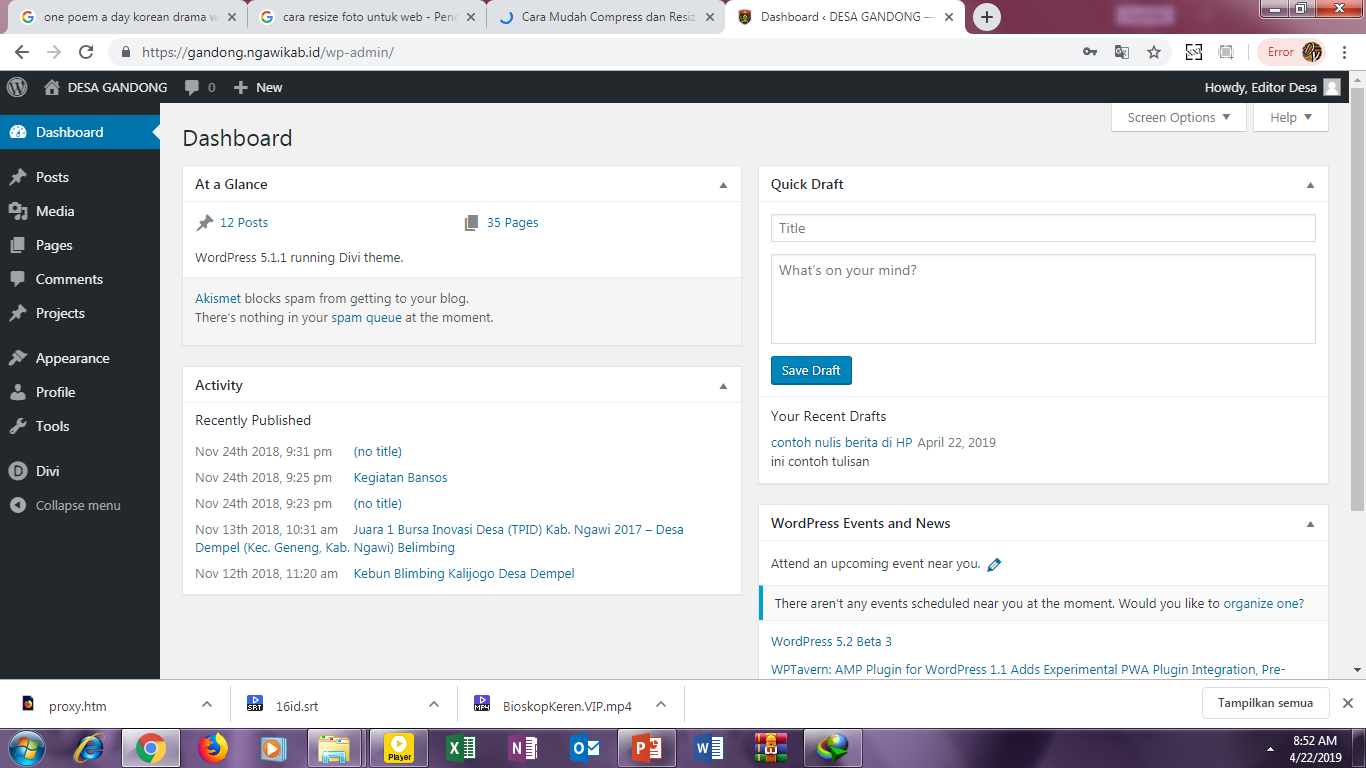 one poem a day korean drama w
cara resize foto untuk web - Pene
Cara Mudah Compress dan Resiz
Dashboard ‹ DESA GANDONG —
https://gandong.ngawikab.id/wp-admin/
Error
DESA GANDONG
0
New
Howdy, Editor Desa
Dashboard
Posts
Media
Pages
Comments
Projects
Appearance
Profile
Tools
Divi
Collapse menu
Screen Options
Help
Dashboard
At a Glance
12 Posts
35 Pages
WordPress 5.1.1 running Divi theme.
Akismet blocks spam from getting to your blog.
There's nothing in your spam queue at the moment.
Activity
Recently Published
Nov 24th 2018, 9:31 pm (no title)
Nov 24th 2018, 9:25 pm Kegiatan Bansos
Nov 24th 2018, 9:23 pm (no title)
Nov 13th 2018, 10:31 am Juara 1 Bursa Inovasi Desa (TPID) Kab. Ngawi 2017 – Desa
Dempel (Kec. Geneng, Kab. Ngawi) Belimbing
Nov 12th 2018, 11:20 am Kebun Blimbing Kalijogo Desa Dempel
Quick Draft
Title
What's on your mind?
Save Draft
Your Recent Drafts
contoh nulis berita di HP April 22, 2019
ini contoh tulisan
WordPress Events and News
Attend an upcoming event near you.
There aren't any events scheduled near you at the moment. Would you like to organize one?
WordPress 5.2 Beta 3
WPTavern: AMP Plugin for WordPress 1.1 Adds Experimental PWA Plugin Integration, Pre-
proxy.htm
SRT
16id.srt
MP4
BioskopKeren.VIP.mp4
Tampilkan semua
Player
8:52 AM
4/22/2019